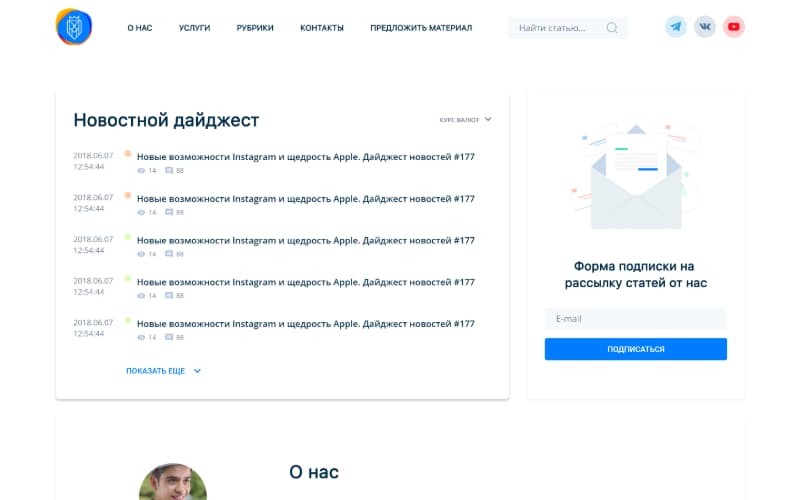 О НАС
УСЛУГИ
РУБРИКИ
КОНТАКТЫ
ПРЕДЛОЖИТЬ МАТЕРИАЛ
Найти статью...
Новостной дайджест
КУРС ВАЛЮТ
2018.06.07
12:54:44
Новые возможности Instagram и щедрость Apple. Дайджест новостей #177
14 88
2018.06.07
12:54:44
Новые возможности Instagram и щедрость Apple. Дайджест новостей #177
14 88
2018.06.07
12:54:44
Новые возможности Instagram и щедрость Apple. Дайджест новостей #177
14 88
2018.06.07
12:54:44
Новые возможности Instagram и щедрость Apple. Дайджест новостей #177
14 88
2018.06.07
12:54:44
Новые возможности Instagram и щедрость Apple. Дайджест новостей #177
14 88
ПОКАЗАТЬ ЕЩЕ
Форма подписки на
рассылку статей от нас
E-mail
ПОДПИСАТЬСЯ
О нас